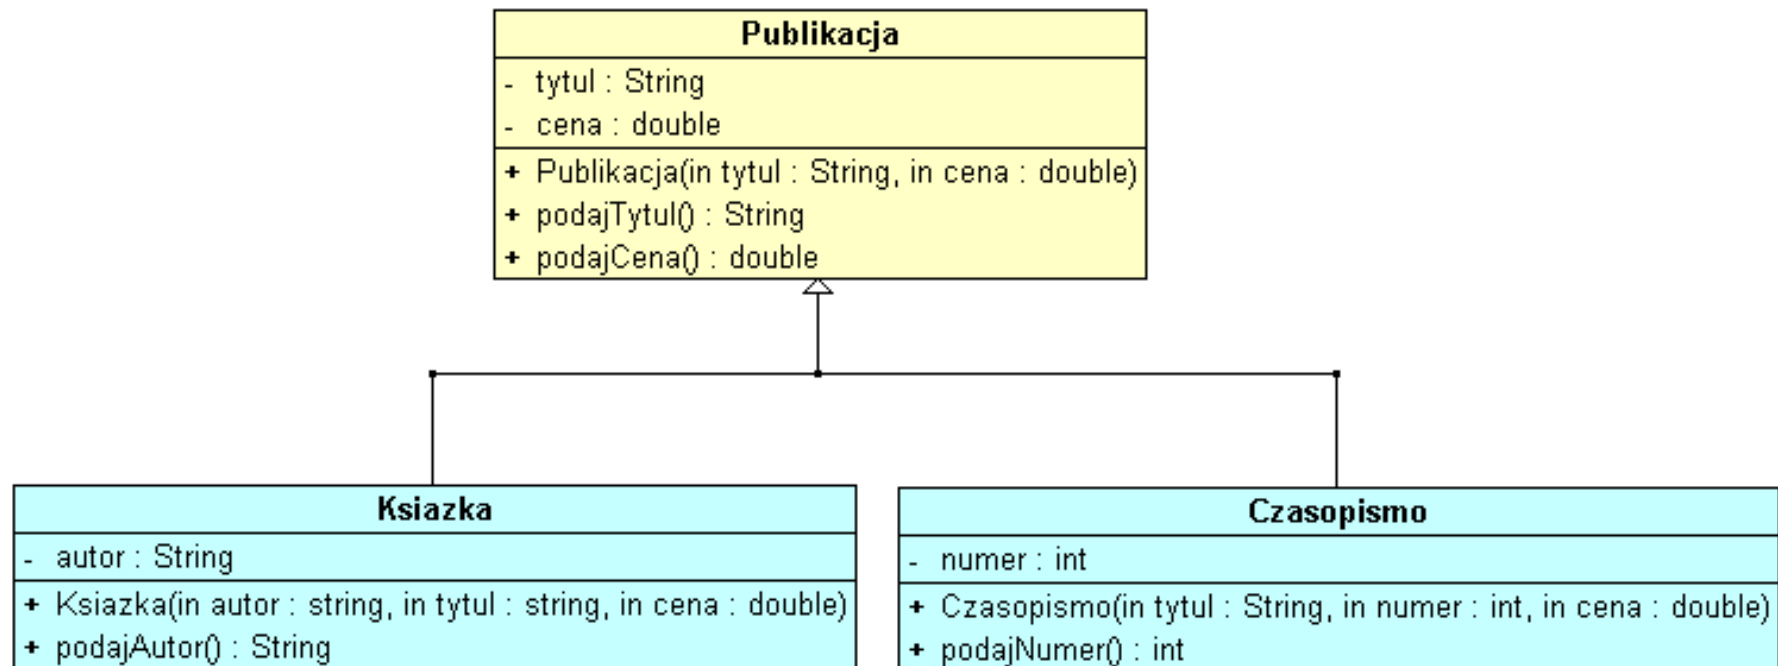 Publikacja
- tytul : String
- cena : double
+ Publikacja(in tytul : String, in cena : double)
+ podajTytul() : String
+ podajCena() : double
Ksiazka
- autor : String
+ Ksiazka(in autor : string, in tytul : string, in cena : double)
+ podajAutor() : String
Czasopismo
- numer : int
+ Czasopismo(in tytul : String, in numer : int, in cena : double)
+ podajNumer() : int